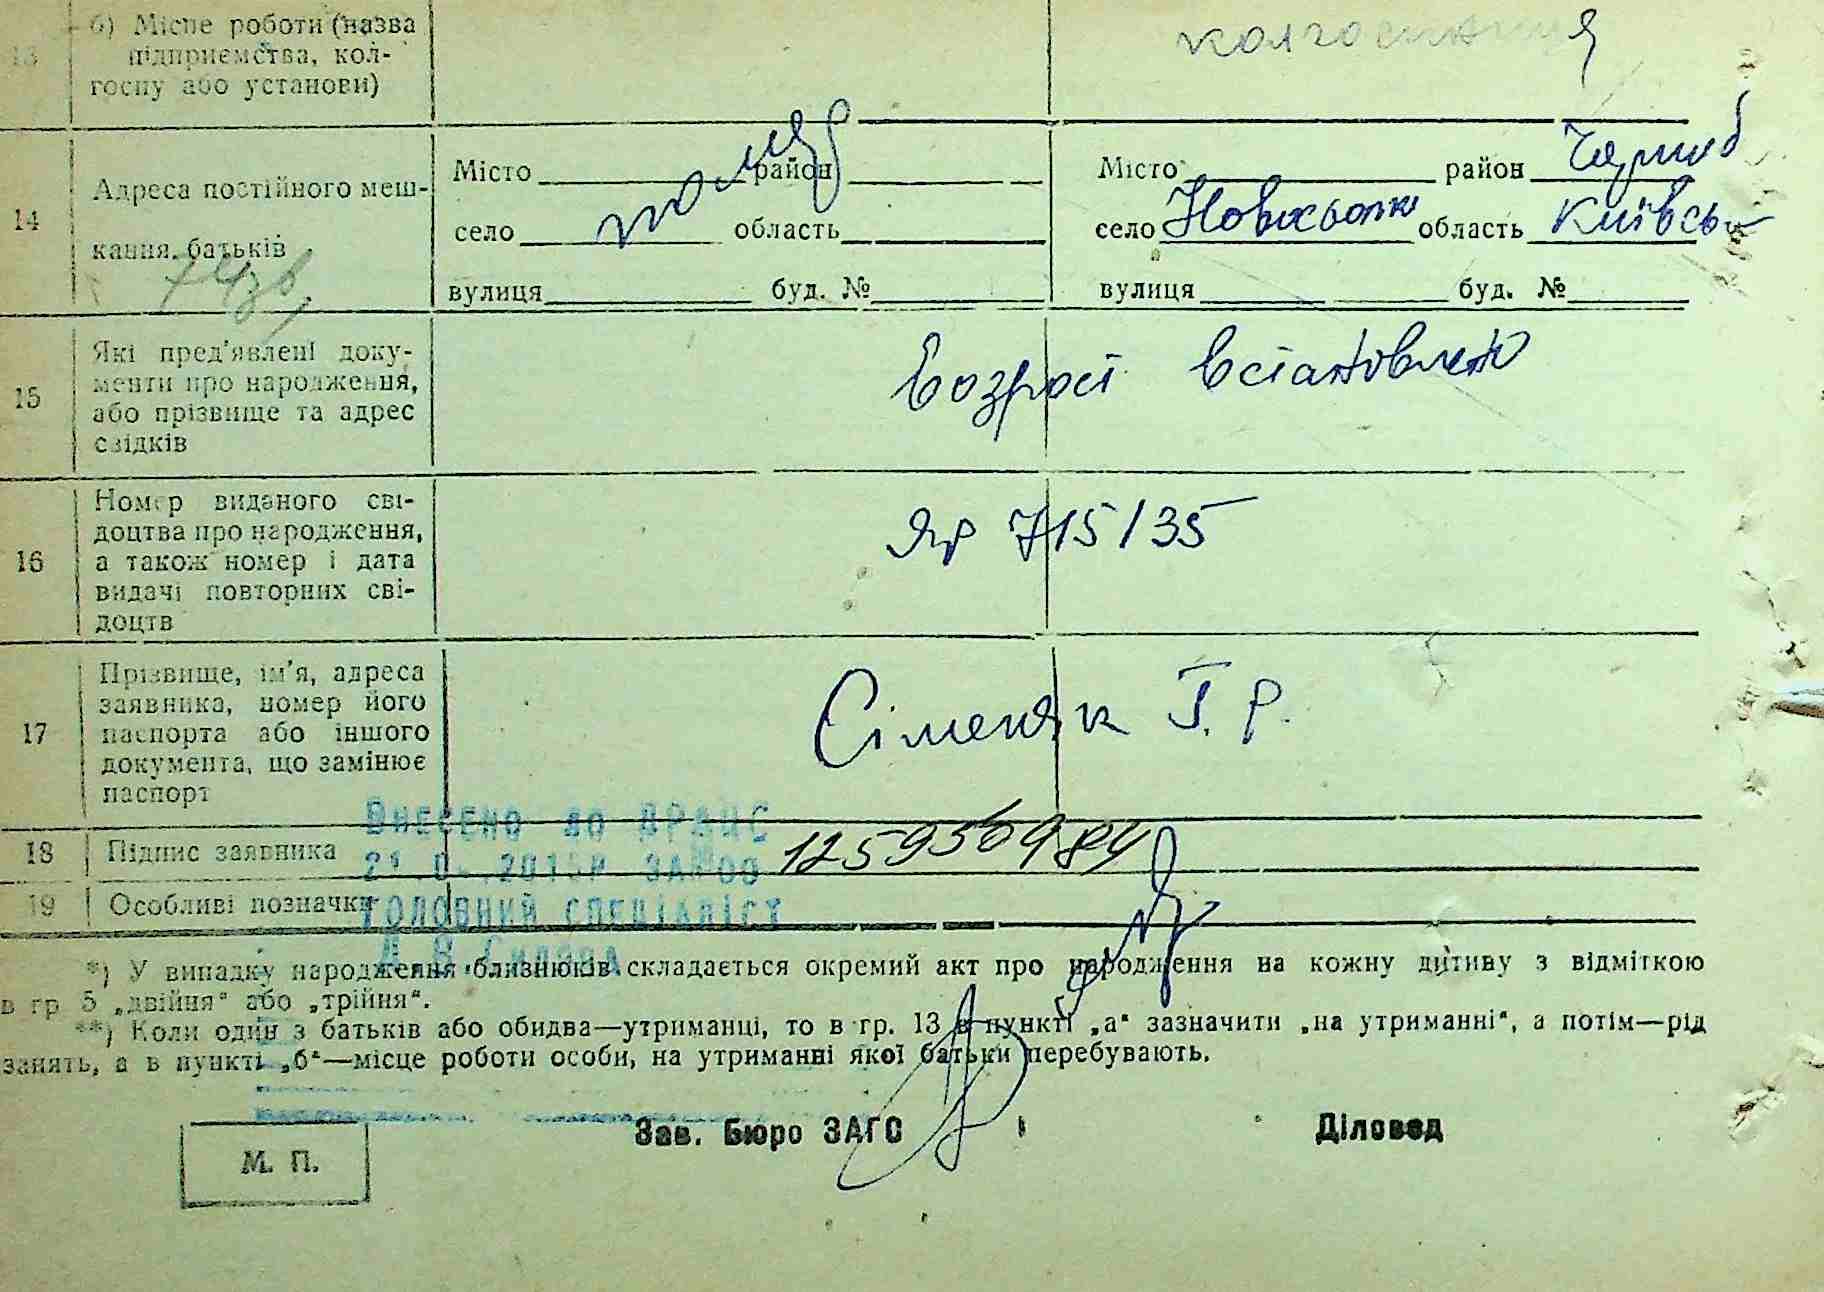 13 б) Місце роботи (назва
підприємства, кол-
госпу або установи)
колгоспниця
14 Адреса постійного меш-
кання батьків
Місто район
помер
село область
вулиця буд. №
Місто район Чорноб
село Новосілки область Київсь
вулиця буд. №
15 Які пред'явлені доку-
менти про народження,
або прізвище та адрес
свідків
Возраст встановлено
16 Номер виданого сві-
доцтва про народження,
а також номер і дата
видачі повторних сві-
доцтв
715135
17 Прізвище, ім'я, адреса
заявника, номер його
паспорта або іншого
документа, що замінює
паспорт
Сіменяк Т. Р.
Внесено до ДРАЦС
18 Підпис заявника
125950984
19 Особливі позначки
Головний спеціаліст
*) У випадку народження близнюків складається окремий акт про народження на кожну дитину з відміткою
в гр 5 „двійня“ або „трійня“.
**) Коли один з батьків або обидва—утриманці, то в гр. 13 в пункті „а“ зазначити „на утриманні“, а потім—рід
занять, а в пункті „б“—місце роботи особи, на утриманні якої батьки перебувають.
Зав. Бюро ЗАГС Діловод
М. П.